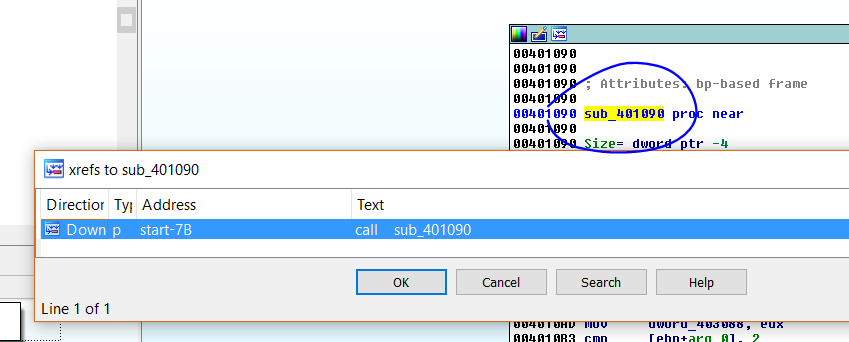 00401090
00401090
00401090 ; Attributes: bp-based frame
00401090
00401090 sub_401090 proc near
00401090
00401090 Size= dword ptr -4
xrefs to sub_401090
Direction Typ Address Text
Down p start-7B call sub_401090
OK Cancel Search Help
Line 1 of 1
004010AD mov dword_403088, edx
004010B3 cmp [ebp+arg_0], 2